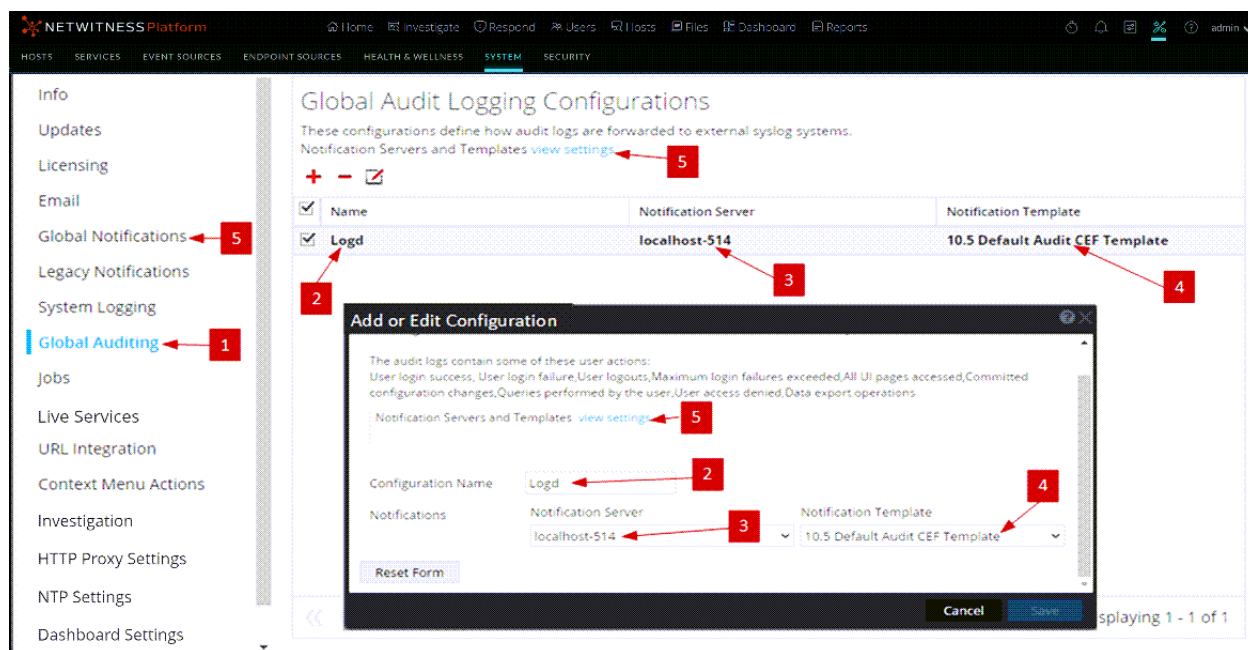 NETWITNESS Platform
Home Investigate Respond Users Hosts Files Dashboard Reports admin
HOSTS SERVICES EVENT SOURCES ENDPOINT SOURCES HEALTH & WELLNESS SYSTEM SECURITY
Info
Updates
Licensing
Email
Global Notifications 5
Legacy Notifications
System Logging
Global Auditing 1
Jobs
Live Services
URL Integration
Context Menu Actions
Investigation
HTTP Proxy Settings
NTP Settings
Dashboard Settings
Global Audit Logging Configurations
These configurations define how audit logs are forwarded to external syslog systems.
Notification Servers and Templates view settings 5
Name Notification Server Notification Template
Logd localhost-514 10.5 Default Audit CEF Template
2 3 4
Add or Edit Configuration
The audit logs contain some of these user actions:
User login success, User login failure,User logouts,Maximum login failures exceeded,All UI pages accessed,Committed
configuration changes,Queries performed by the user,User access denied,Data export operations
Notification Servers and Templates view settings 5
Configuration Name Logd 2
Notifications Notification Server Notification Template 4
localhost-514 3 10.5 Default Audit CEF Template
Reset Form
Cancel Save
splaying 1 - 1 of 1